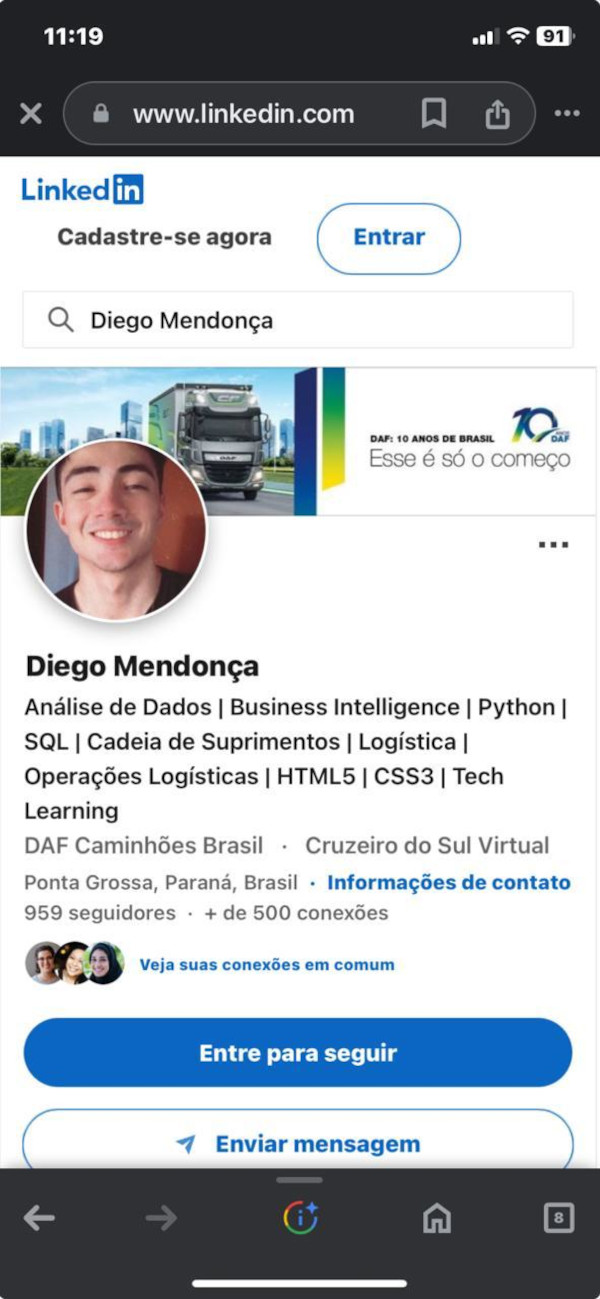 11:19
91
www.linkedin.com
Linkedin
Cadastre-se agora
Entrar
Diego Mendonça
10 DAF
DAF: 10 ANOS DE BRASIL
Esse é só o começo
DAF
Diego Mendonça
Análise de Dados | Business Intelligence | Python |
SQL | Cadeia de Suprimentos | Logística |
Operações Logísticas | HTML5 | CSS3 | Tech
Learning
DAF Caminhões Brasil · Cruzeiro do Sul Virtual
Ponta Grossa, Paraná, Brasil · Informações de contato
959 seguidores · + de 500 conexões
Veja suas conexões em comum
Entre para seguir
Enviar mensagem
8